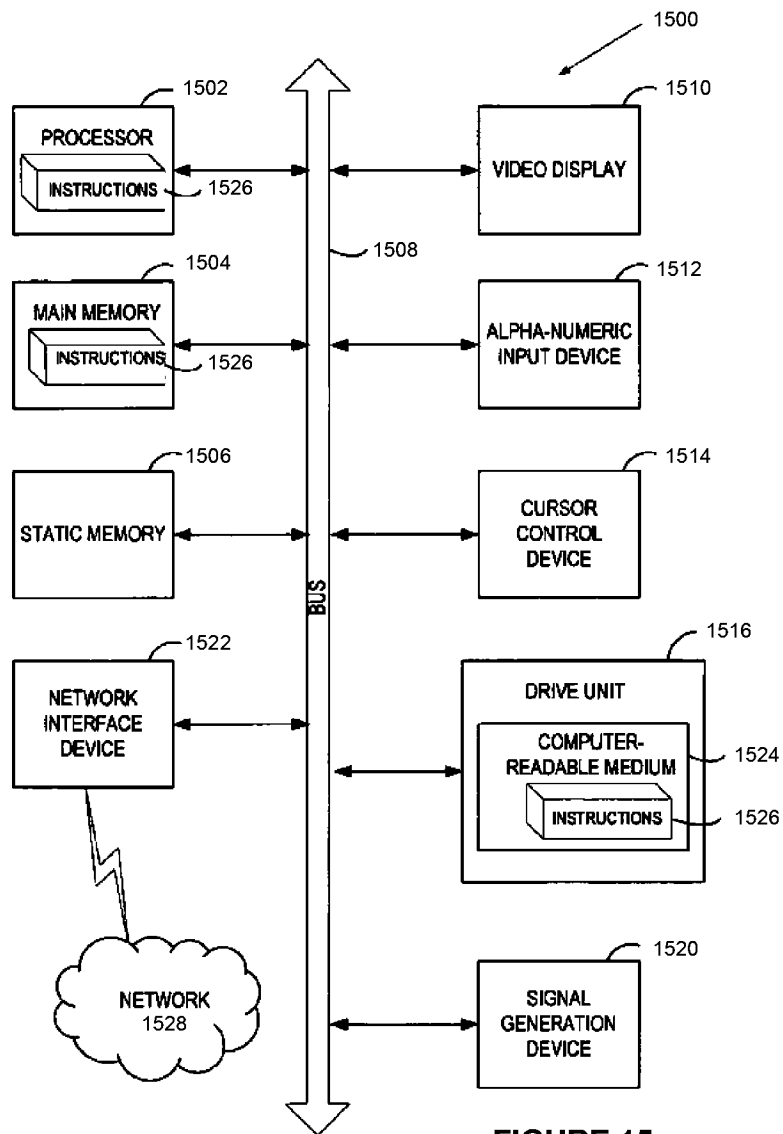 1500
1502
PROCESSOR
INSTRUCTIONS
1526
1510
VIDEO DISPLAY
1508
1504
MAIN MEMORY
INSTRUCTIONS
1526
1512
ALPHA-NUMERIC
INPUT DEVICE
1506
STATIC MEMORY
1514
CURSOR
CONTROL
DEVICE
BUS
1522
NETWORK
INTERFACE
DEVICE
1516
DRIVE UNIT
COMPUTER-
READABLE MEDIUM
1524
INSTRUCTIONS
1526
NETWORK
1528
1520
SIGNAL
GENERATION
DEVICE
FIGURE 15